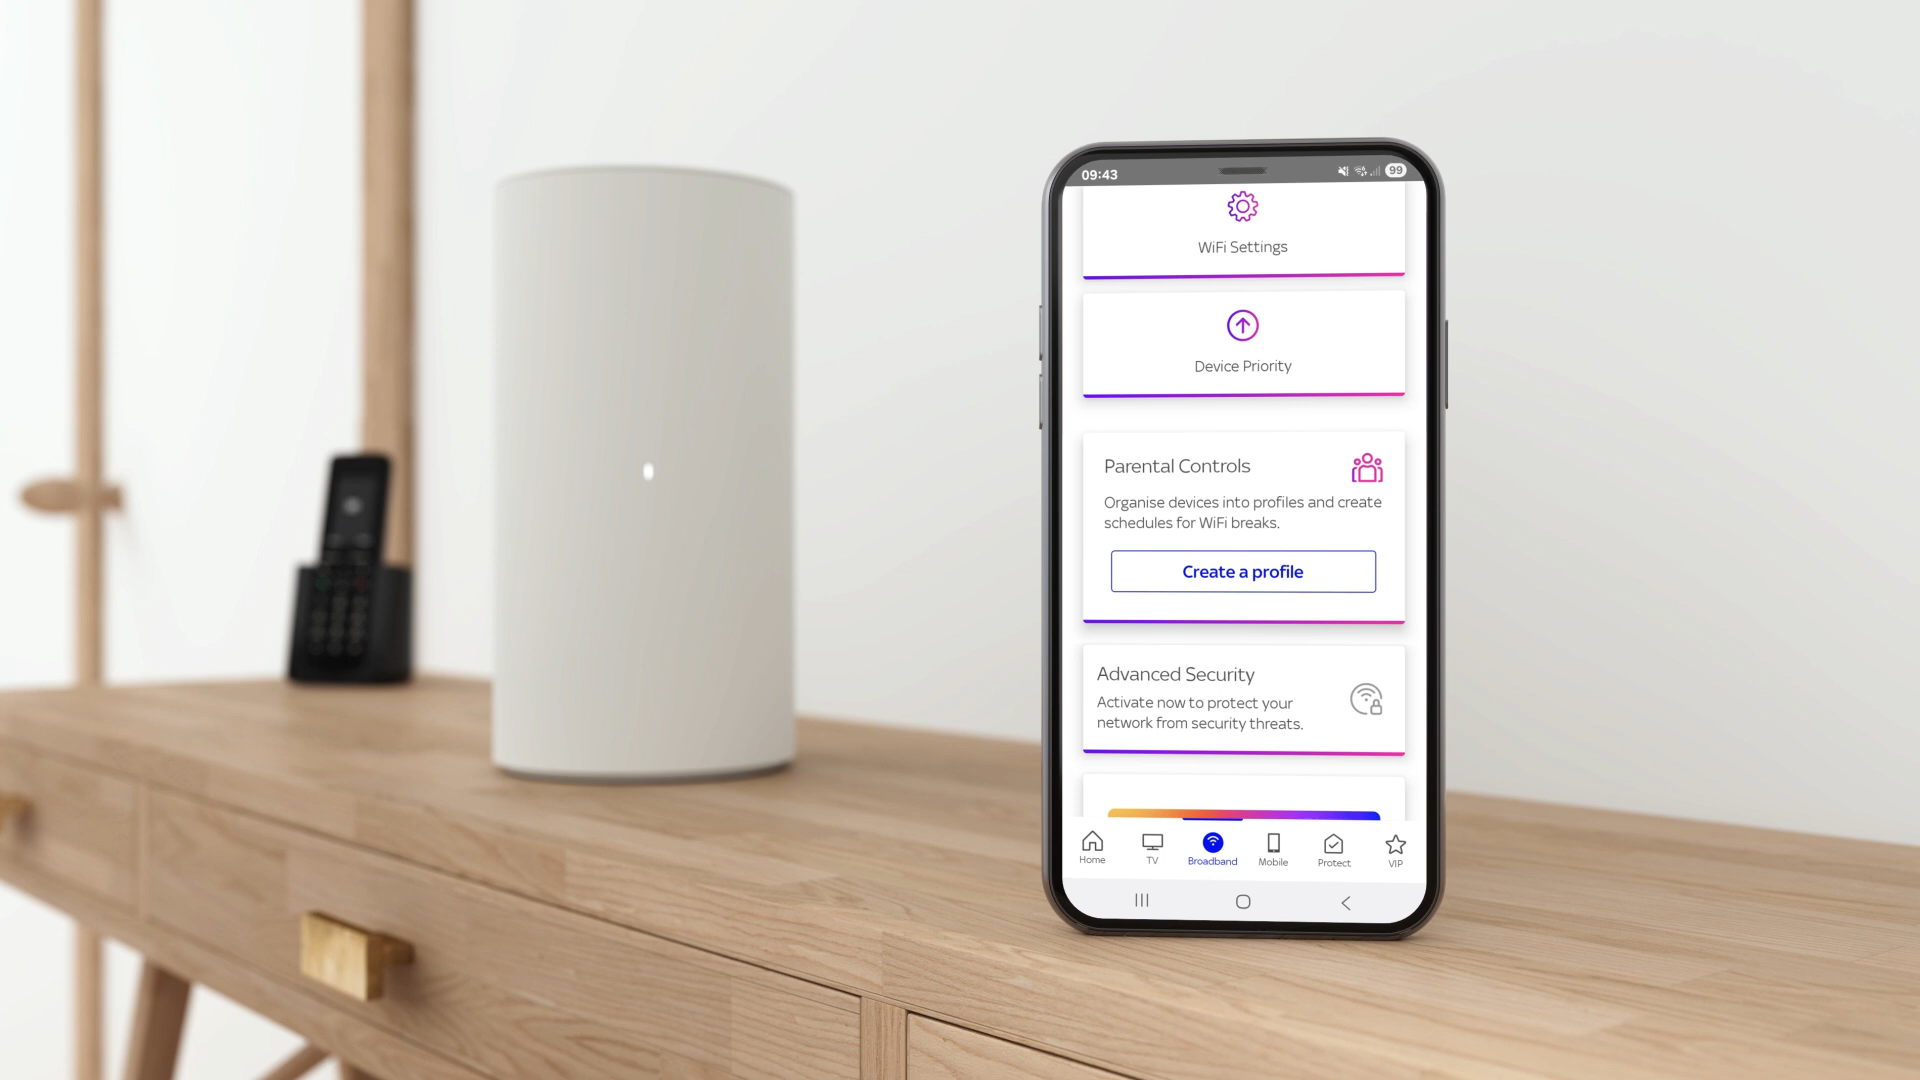 09:43
99
WiFi Settings
Device Priority
Parental Controls
Organise devices into profiles and create
schedules for WiFi breaks.
Create a profile
Advanced Security
Activate now to protect your
network from security threats.
Home
TV
Broadband
Mobile
Protect
VIP